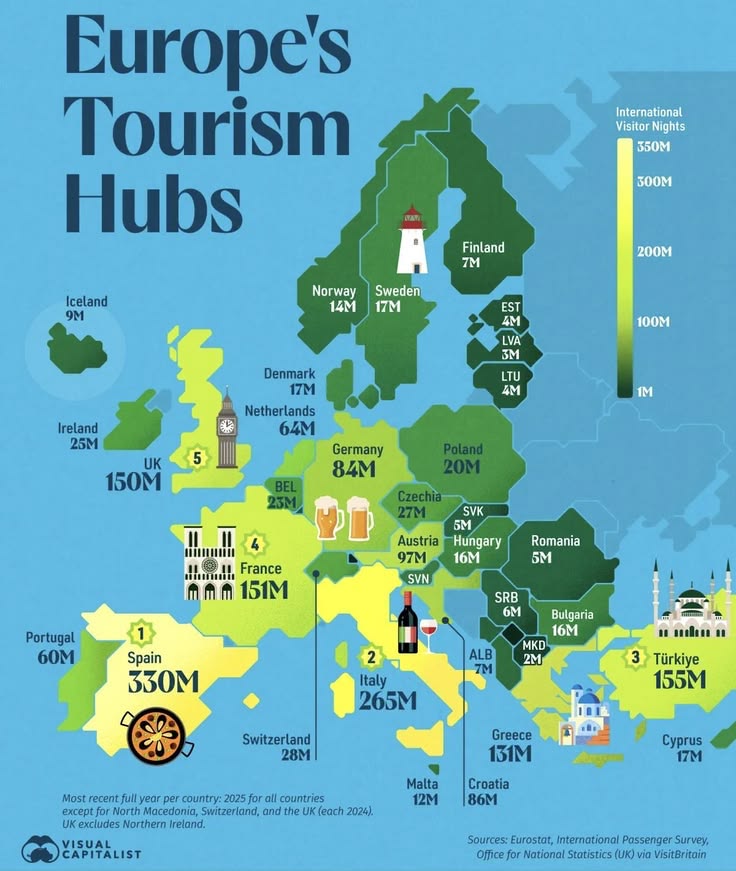 Europe's
Tourism
Hubs
International
Visitor Nights
350M
300M
200M
100M
1M
Iceland
9M
Norway
14M
Sweden
17M
Finland
7M
EST
4M
LVA
3M
LTU
4M
Denmark
17M
Netherlands
64M
Ireland
25M
UK
150M
5
BEL
23M
Germany
84M
Poland
20M
Czechia
27M
SVK
5M
Austria
97M
Hungary
16M
Romania
5M
4
France
151M
SVN
SRB
6M
Bulgaria
16M
Portugal
60M
1
Spain
330M
2
Italy
265M
ALB
7M
MKD
2M
3
Türkiye
155M
Switzerland
28M
Greece
131M
Cyprus
17M
Malta
12M
Croatia
86M
Most recent full year per country: 2025 for all countries
except for North Macedonia, Switzerland, and the UK (each 2024).
UK excludes Northern Ireland.
VISUAL
CAPITALIST
Sources: Eurostat, International Passenger Survey,
Office for National Statistics (UK) via VisitBritain